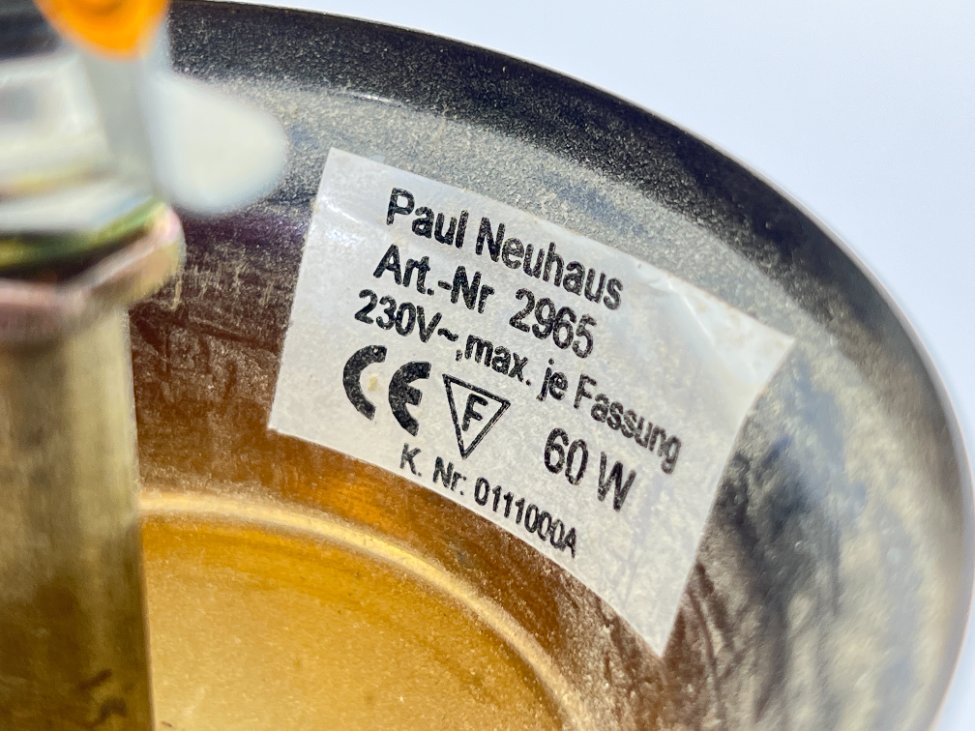 Paul Neuhaus
Art.-Nr 2965
230V~,max. je Fassung
CE F 60 W
K. Nr. 0111000A